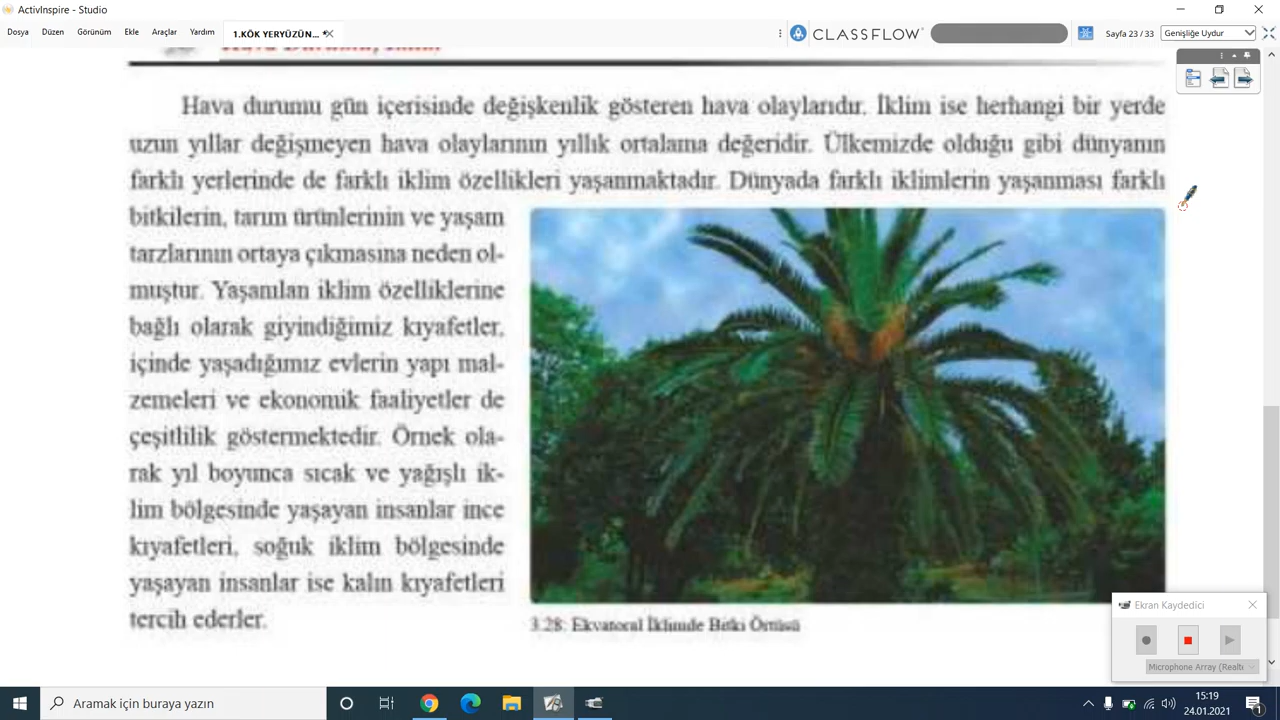 ActivInspire - Studio
Dosya Düzen Görünüm Ekle Araçlar Yardım
1.KÖK YERYÜZÜN...
CLASSFLOW
Sayfa 23 / 33
Genişliğe Uydur
Hava durumu gün içerisinde değişkenlik gösteren hava olaylarıdır. İklim ise herhangi bir yerde
uzun yıllar değişmeyen hava olaylarının yıllık ortalama değeridir. Ülkemizde olduğu gibi dünyanın
farklı yerlerinde de farklı iklim özellikleri yaşanmaktadır. Dünyada farklı iklimlerin yaşanması farklı
bitkilerin, tarım ürünlerinin ve yaşam
tarzlarının ortaya çıkmasına neden ol-
muştur. Yaşanılan iklim özelliklerine
bağlı olarak giyindiğimiz kıyafetler,
içinde yaşadığımız evlerin yapı mal-
zemeleri ve ekonomik faaliyetler de
çeşitlilik göstermektedir. Örnek ola-
rak yıl boyunca sıcak ve yağışlı ik-
lim bölgesinde yaşayan insanlar ince
kıyafetleri, soğuk iklim bölgesinde
yaşayan insanlar ise kalın kıyafetleri
tercih ederler.
3.28: Ekvatoral İklimde Bitki Örtüsü
Ekran Kaydedici
Microphone Array (Realte
Aramak için buraya yazın
15:19
24.01.2021
1